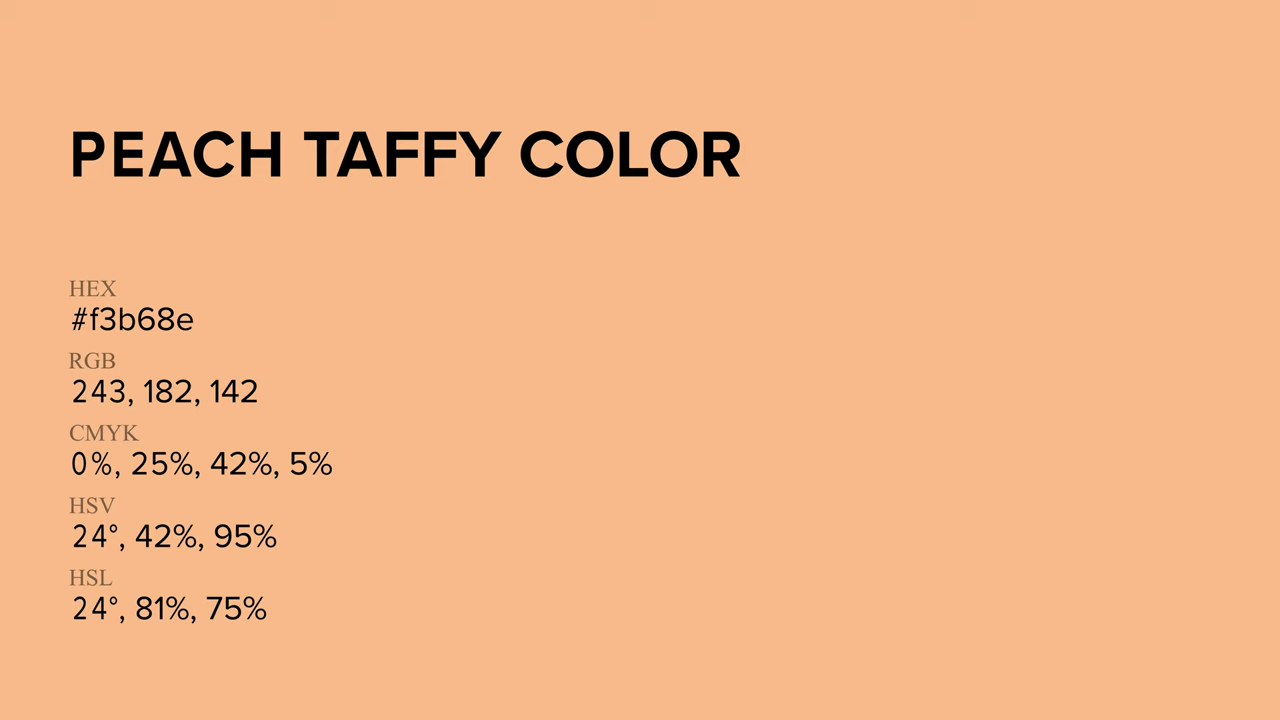 PEACH TAFFY COLOR
HEX
#f3b68e
RGB
243, 182, 142
CMYK
0%, 25%, 42%, 5%
HSV
24°, 42%, 95%
HSL
24°, 81%, 75%